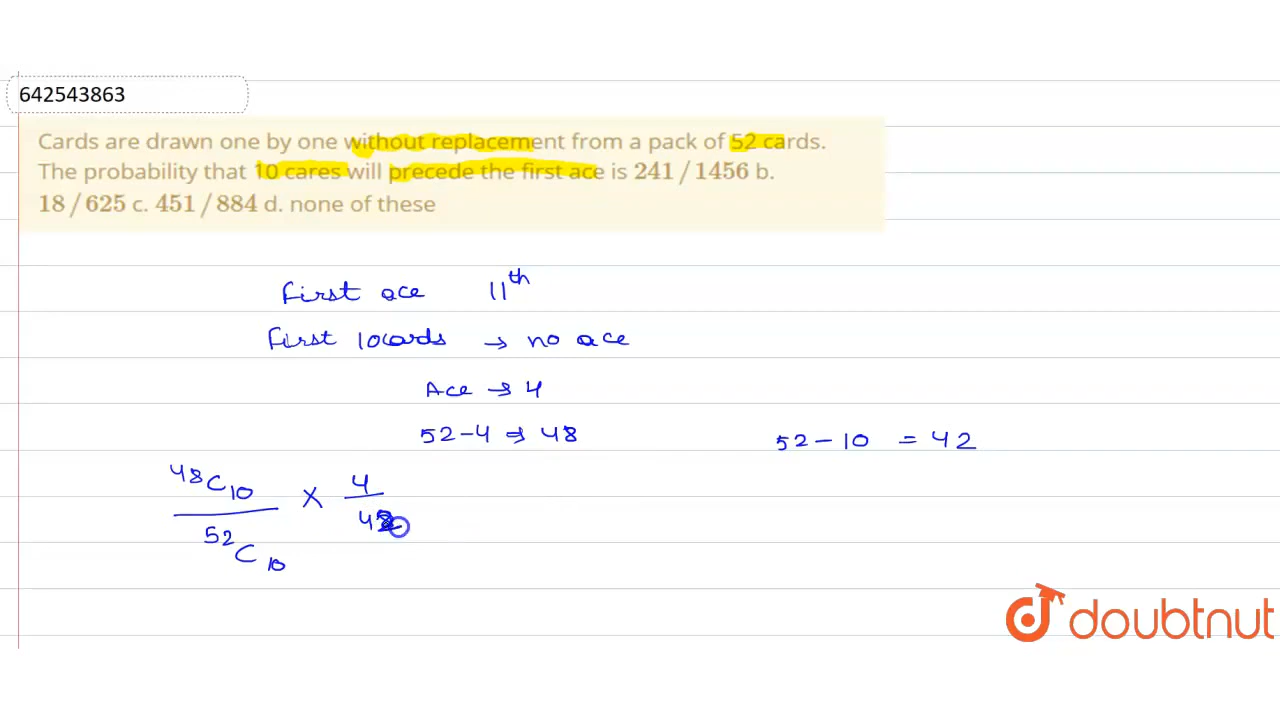 642543863
Cards are drawn one by one without replacement from a pack of 52 cards.
The probability that 10 cares will precede the first ace is 241/1456 b.
18/625 c. 451/884 d. none of these
First ace 11th
First 10cards → no ace
Ace → 4
52-4 ⇒ 48
52-10 = 42
48C10 / 52C10 × 4/42
doubtnut